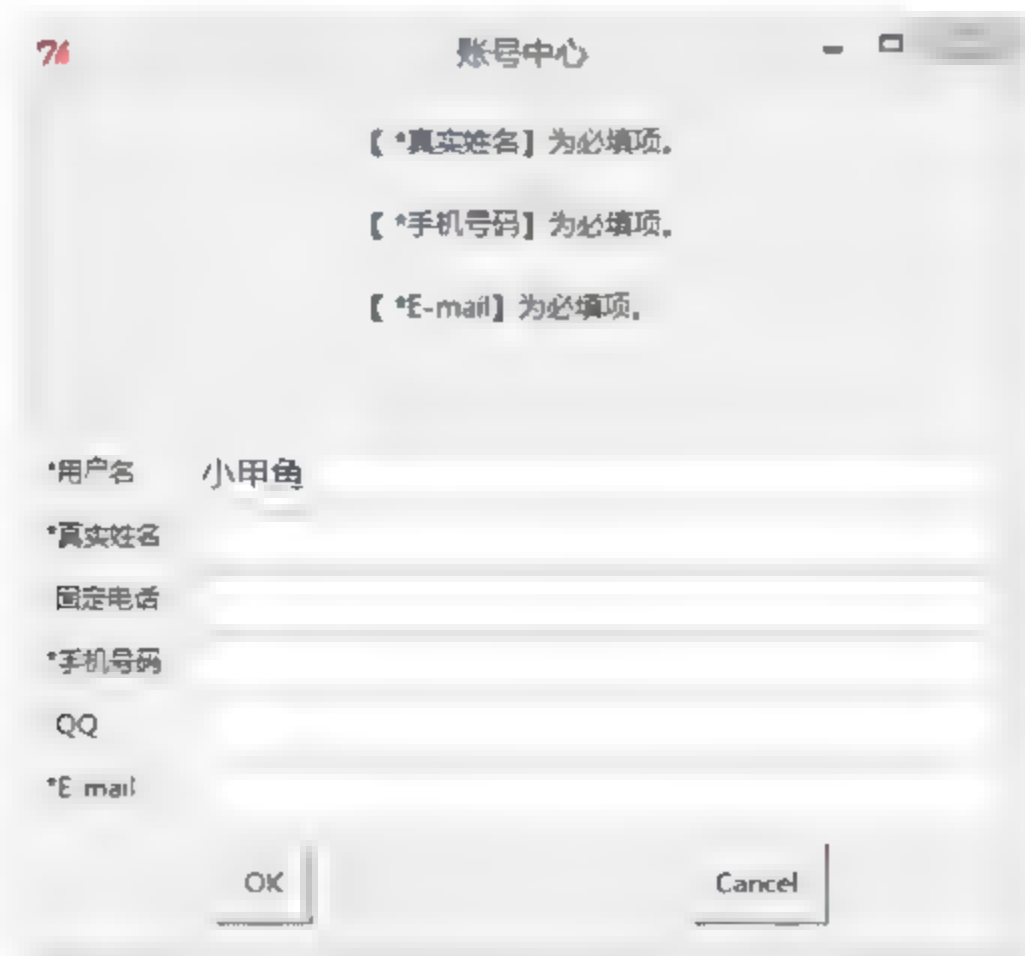 账号中心
【*真实姓名】为必填项。
【*手机号码】为必填项。
【*E-mail】为必填项。
*用户名 小甲鱼
*真实姓名
固定电话
*手机号码
QQ
*E-mail
OK Cancel